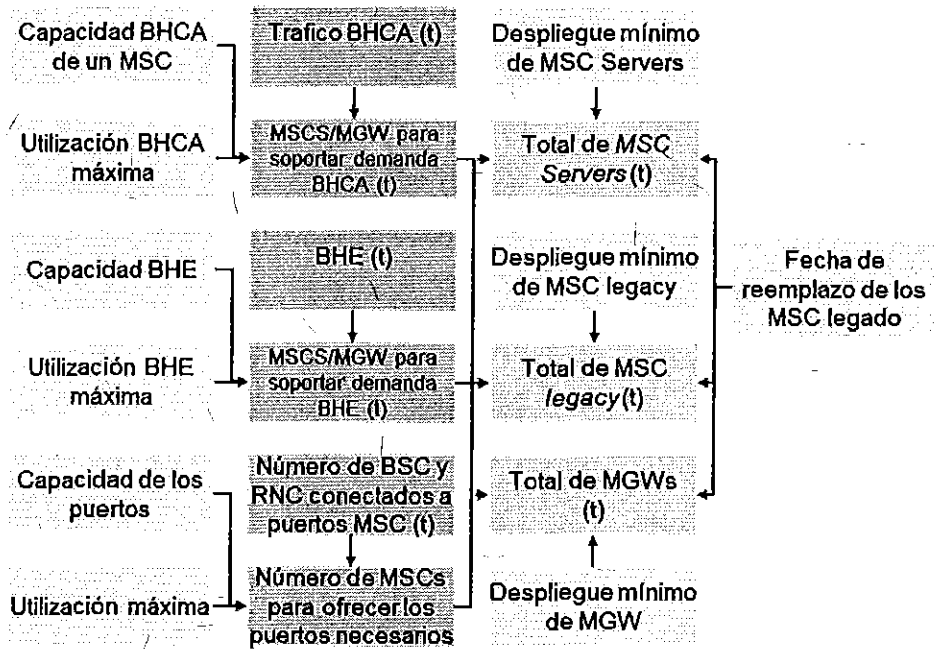 Capacidad BHCA
de un MSC
Trafico BHCA (t)
Despliegue mínimo
de MSC Servers
Utilización BHCA
máxima
MSCS/MGW para
soportar demanda
BHCA (t)
Total de MSC
Servers (t)
Capacidad BHE
BHE (t)
Despliegue mínimo
de MSC legacy
Fecha de
reemplazo de los
MSC legado
Utilización BHE
máxima
MSCS/MGW para
soportar demanda
BHE (t)
Total de MSC
legacy (t)
Capacidad de los
puertos
Número de BSC y
RNC conectados a
puertos MSC (t)
Total de MGWs
(t)
Utilización máxima
Número de MSCs
para ofrecer los
puertos necesarios
Despliegue mínimo
de MGW